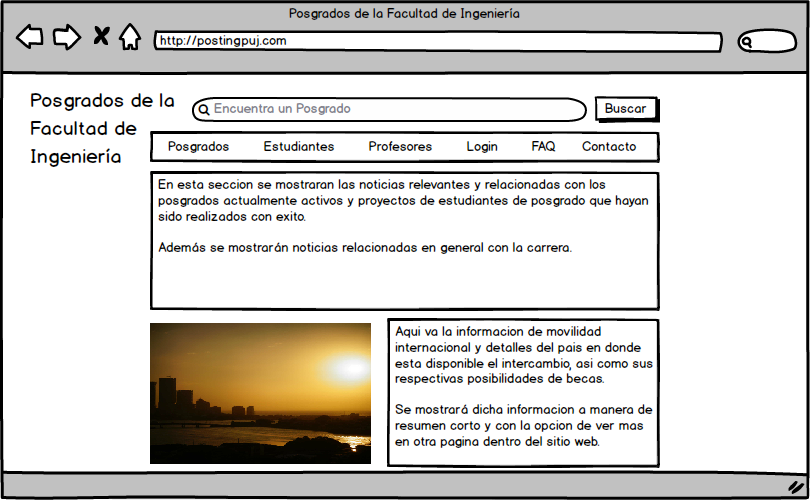 Posgrados de la Facultad de Ingeniería
http://postingpuj.com
Posgrados de la
Facultad de
Ingeniería
Encuentra un Posgrado
Buscar
Posgrados Estudiantes Profesores Login FAQ Contacto
En esta seccion se mostraran las noticias relevantes y relacionadas con los
posgrados actualmente activos y proyectos de estudiantes de posgrado que hayan
sido realizados con exito.
Además se mostrarán noticias relacionadas en general con la carrera.
Aqui va la informacion de movilidad
internacional y detalles del pais en donde
esta disponible el intercambio, asi como sus
respectivas posibilidades de becas.
Se mostrará dicha informacion a manera de
resumen corto y con la opcion de ver mas
en otra pagina dentro del sitio web.